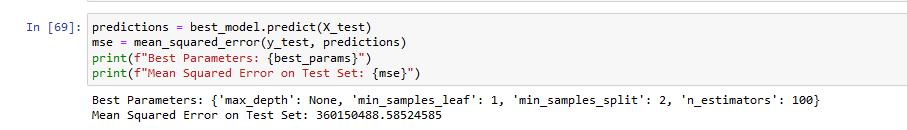 In [69]: predictions = best_model.predict(X_test)
mse = mean_squared_error(y_test, predictions)
print(f"Best Parameters: {best_params}")
print(f"Mean Squared Error on Test Set: {mse}")
Best Parameters: {'max_depth': None, 'min_samples_leaf': 1, 'min_samples_split': 2, 'n_estimators': 100}
Mean Squared Error on Test Set: 360150488.58524585